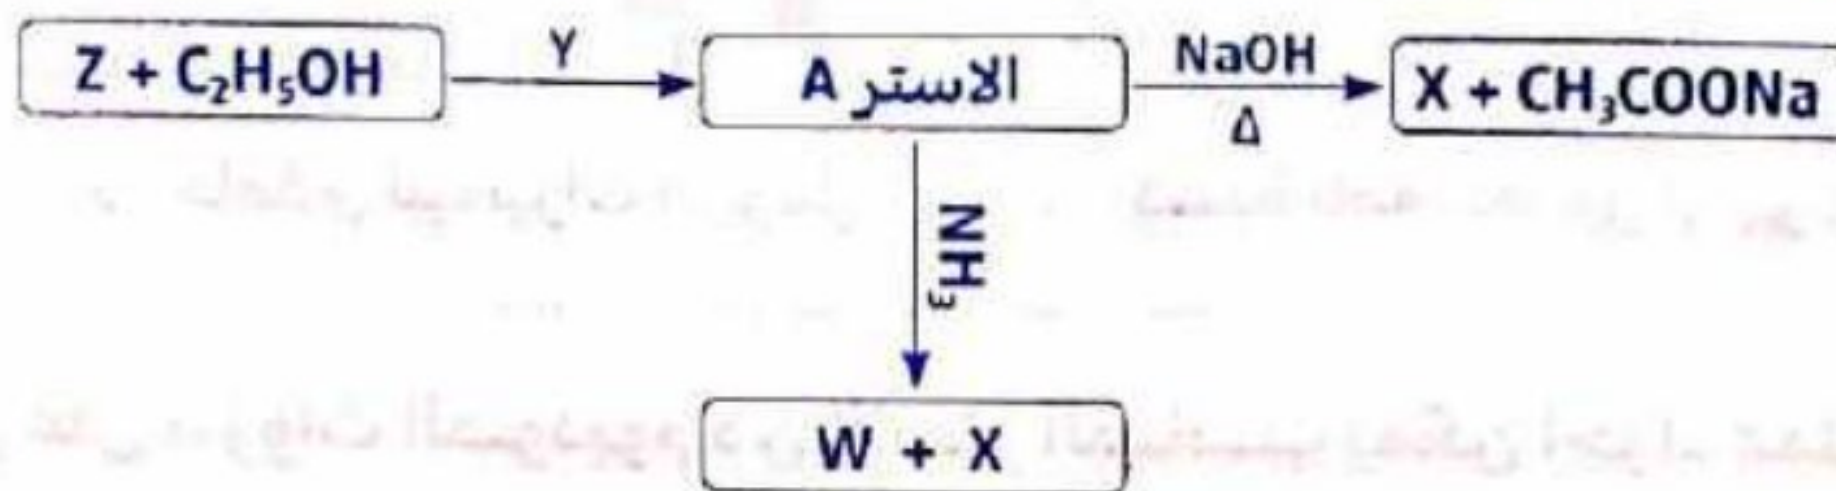 Z + C₂H₅OH
Y
الاستر A
NaOH
Δ
X + CH₃COONa
NH₃
W + X